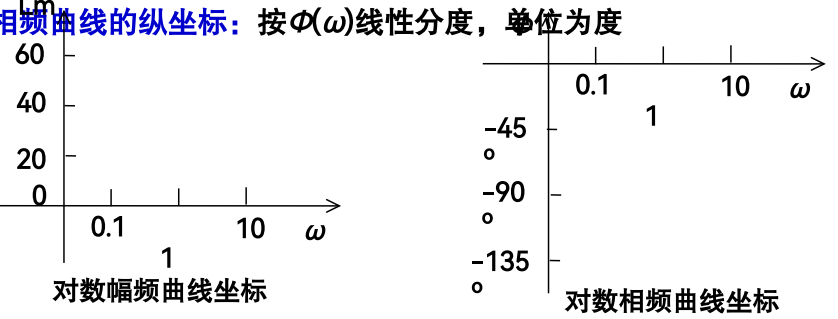 Lm
相频曲线的纵坐标：按Φ(ω)线性分度，单位为度
60
40
20
0
0.1
1
10
ω
对数幅频曲线坐标
φ
0.1
1
10
ω
-45
o
-90
o
-135
o
对数相频曲线坐标